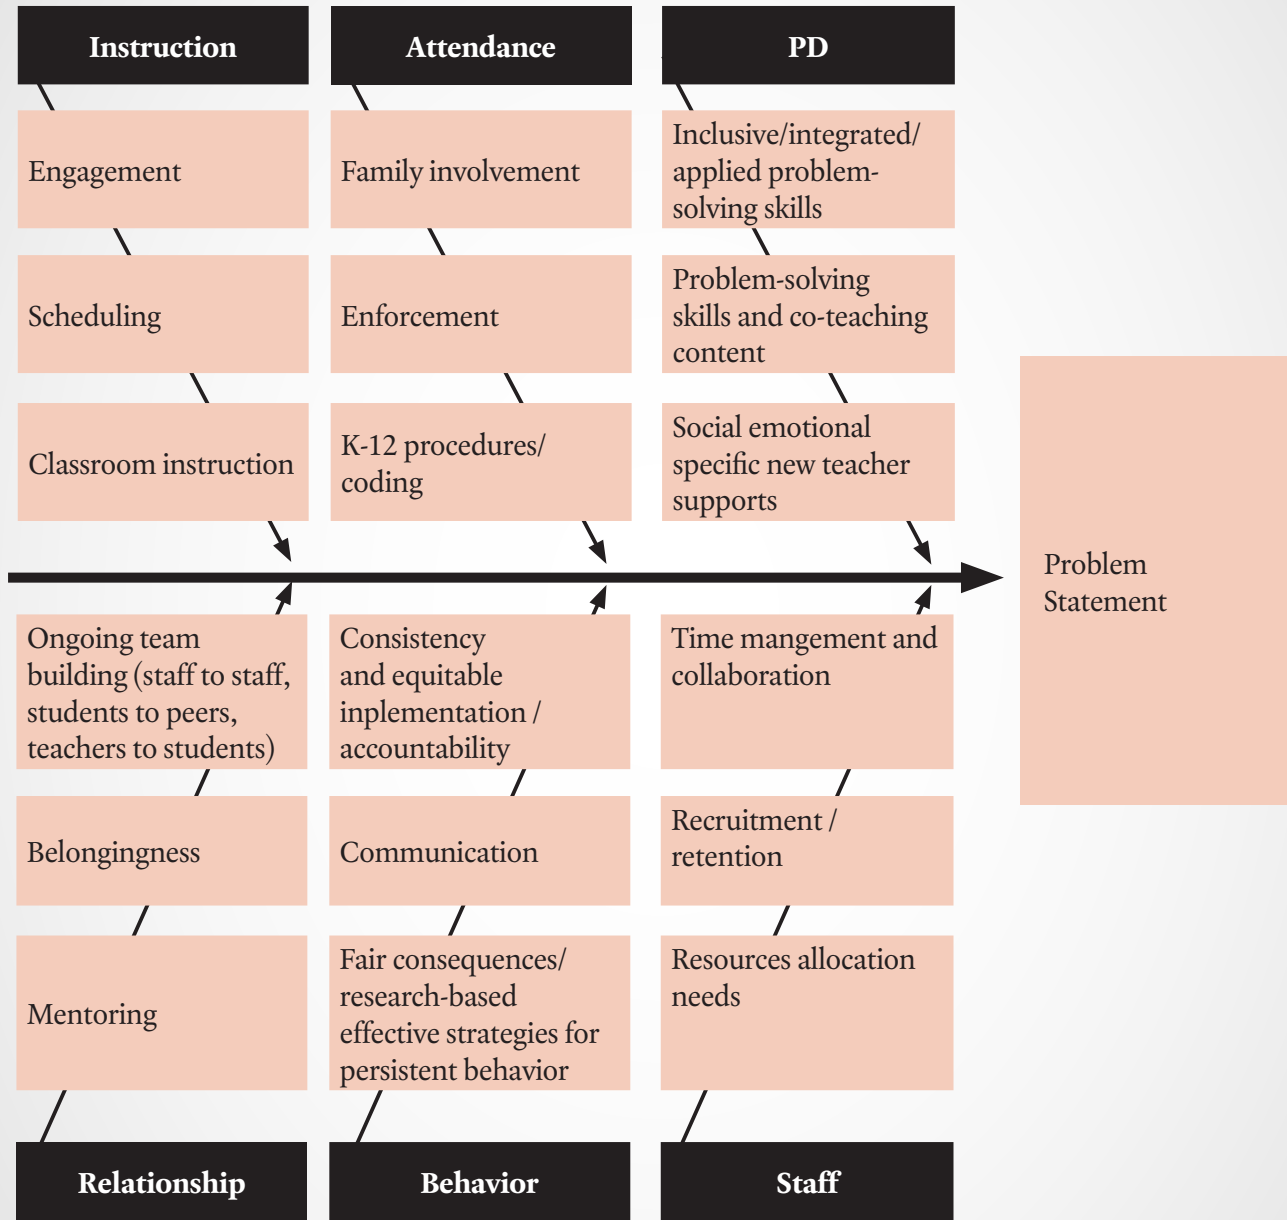 Instruction
Attendance
PD
Engagement
Family involvement
Inclusive/integrated/
applied problem-
solving skills
Scheduling
Enforcement
Problem-solving
skills and co-teaching
content
Classroom instruction
K-12 procedures/
coding
Social emotional
specific new teacher
supports
Problem
Statement
Ongoing team
building (staff to staff,
students to peers,
teachers to students)
Consistency
and equitable
inplementation /
accountability
Time mangement and
collaboration
Belongingness
Communication
Recruitment /
retention
Mentoring
Fair consequences/
research-based
effective strategies for
persistent behavior
Resources allocation
needs
Relationship
Behavior
Staff